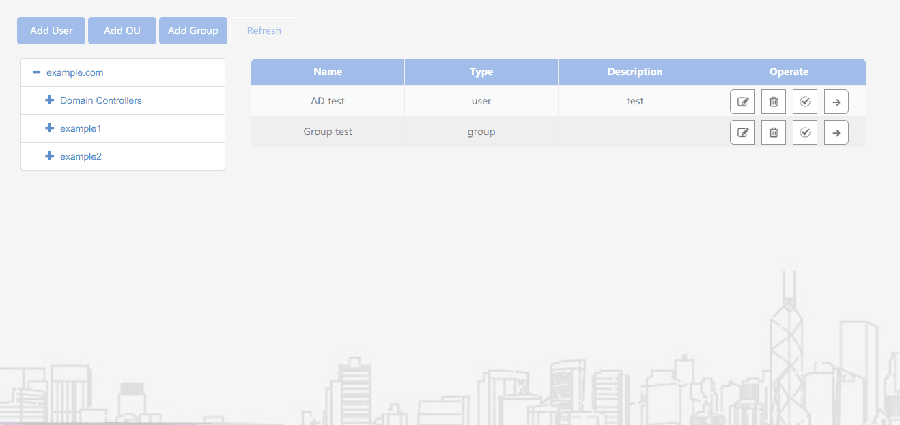 Add User Add OU Add Group Refresh
example.com
Domain Controllers
example1
example2
Name Type Description Operate
AD test user test
Group test group